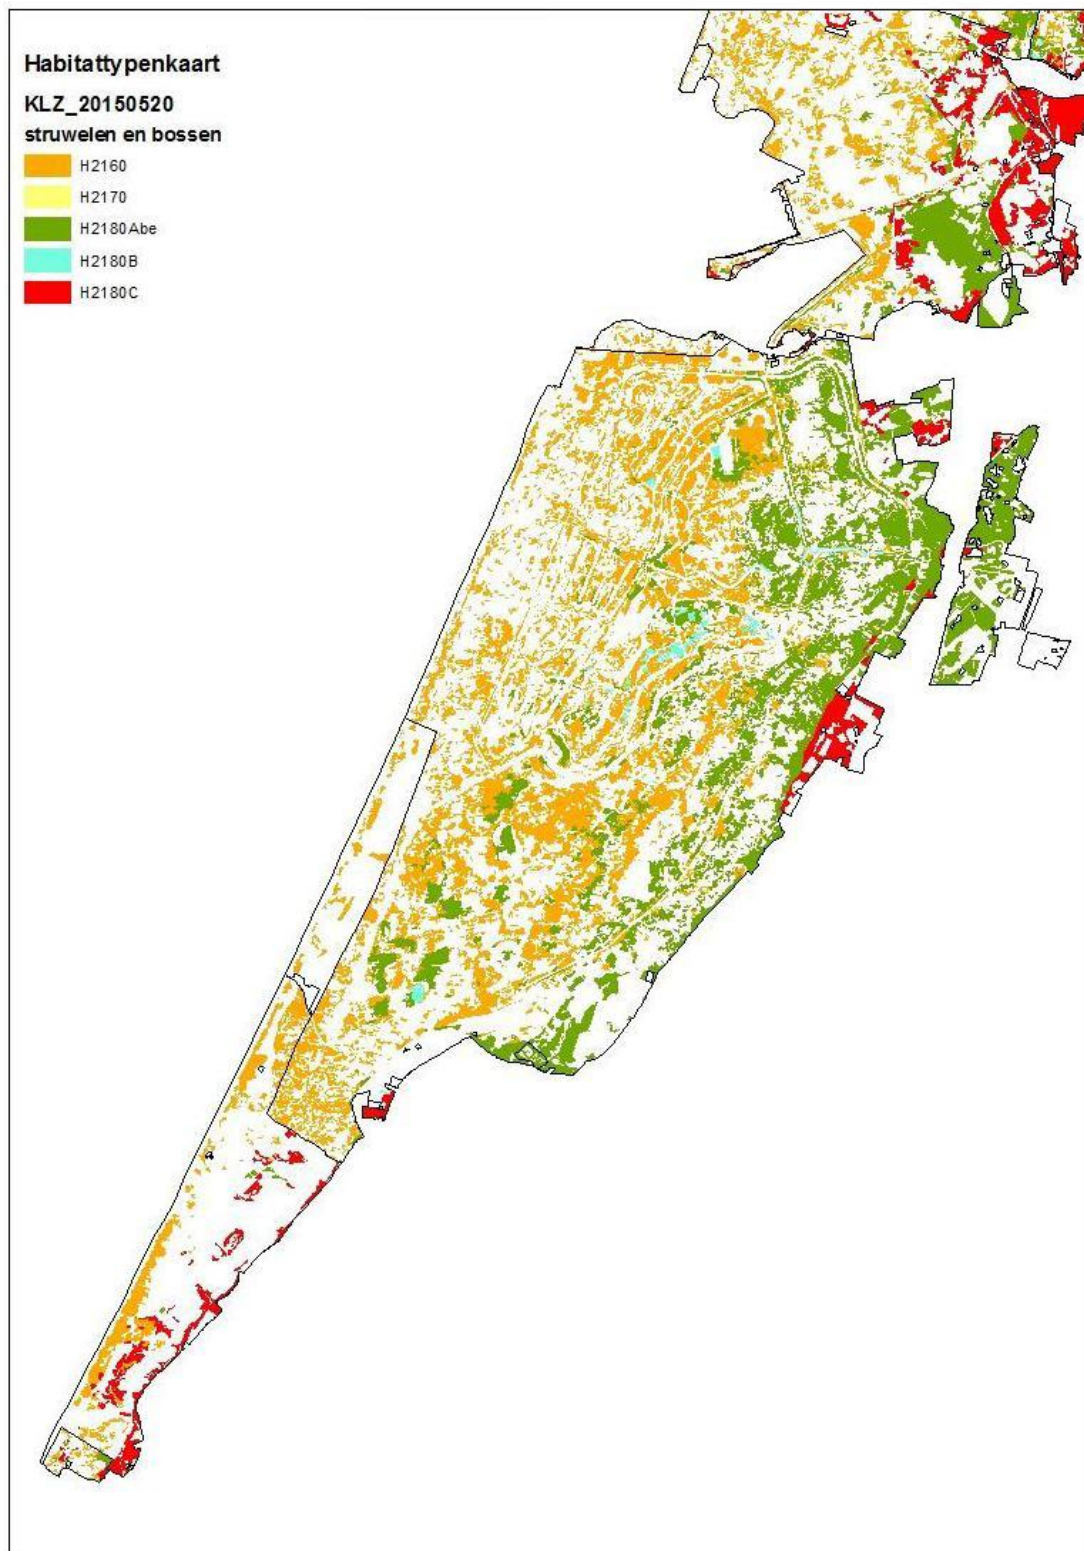 Habitattypenkaart
KLZ_20150520
struwelen en bossen
H2160
H2170
H2180Abe
H2180B
H2180C